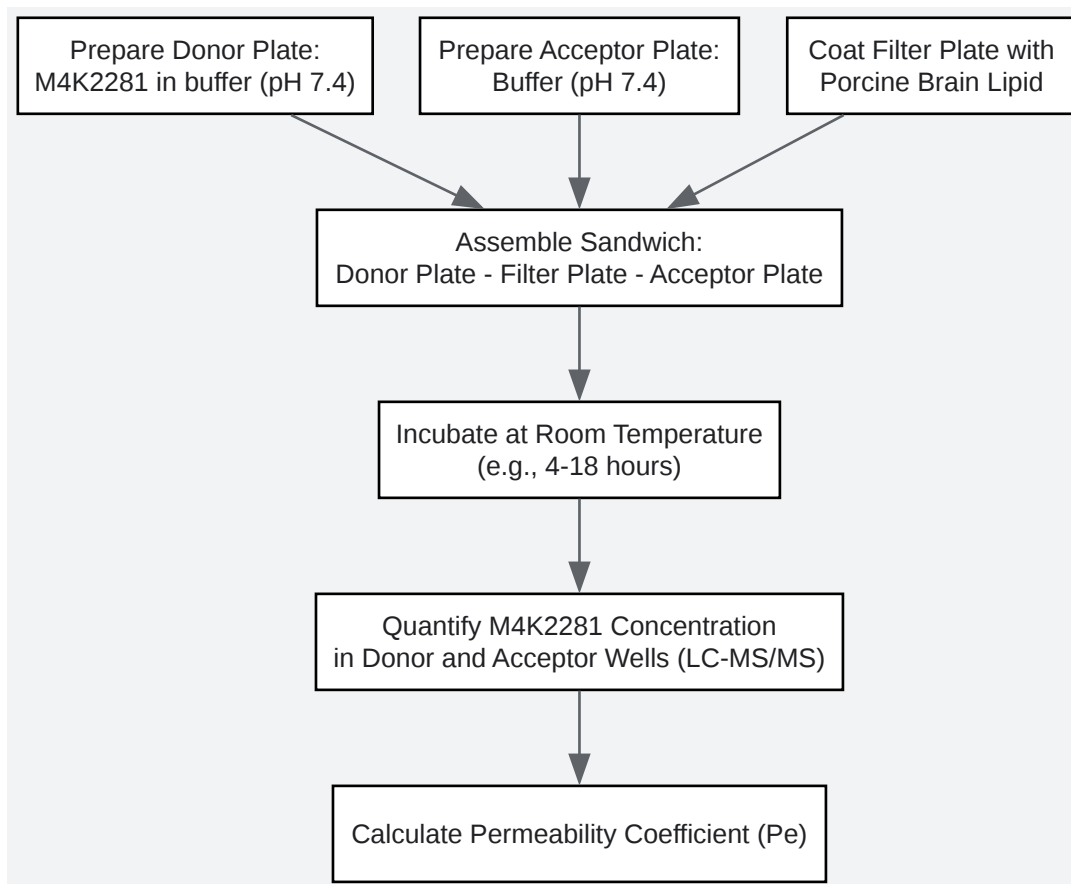 Prepare Donor Plate:
M4K2281 in buffer (pH 7.4)
Prepare Acceptor Plate:
Buffer (pH 7.4)
Coat Filter Plate with
Porcine Brain Lipid
Assemble Sandwich:
Donor Plate - Filter Plate - Acceptor Plate
Incubate at Room Temperature
(e.g., 4-18 hours)
Quantify M4K2281 Concentration
in Donor and Acceptor Wells (LC-MS/MS)
Calculate Permeability Coefficient (Pe)